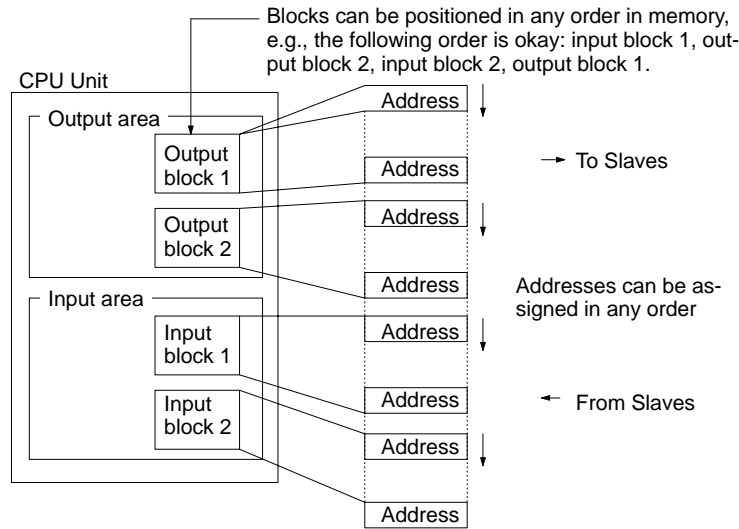 Blocks can be positioned in any order in memory,
e.g., the following order is okay: input block 1, out-
put block 2, input block 2, output block 1.
CPU Unit
Output area
Output
block 1
Output
block 2
Input area
Input
block 1
Input
block 2
Address
Address
Address
Address
Address
Address
Address
Address
To Slaves
Addresses can be as-
signed in any order
From Slaves